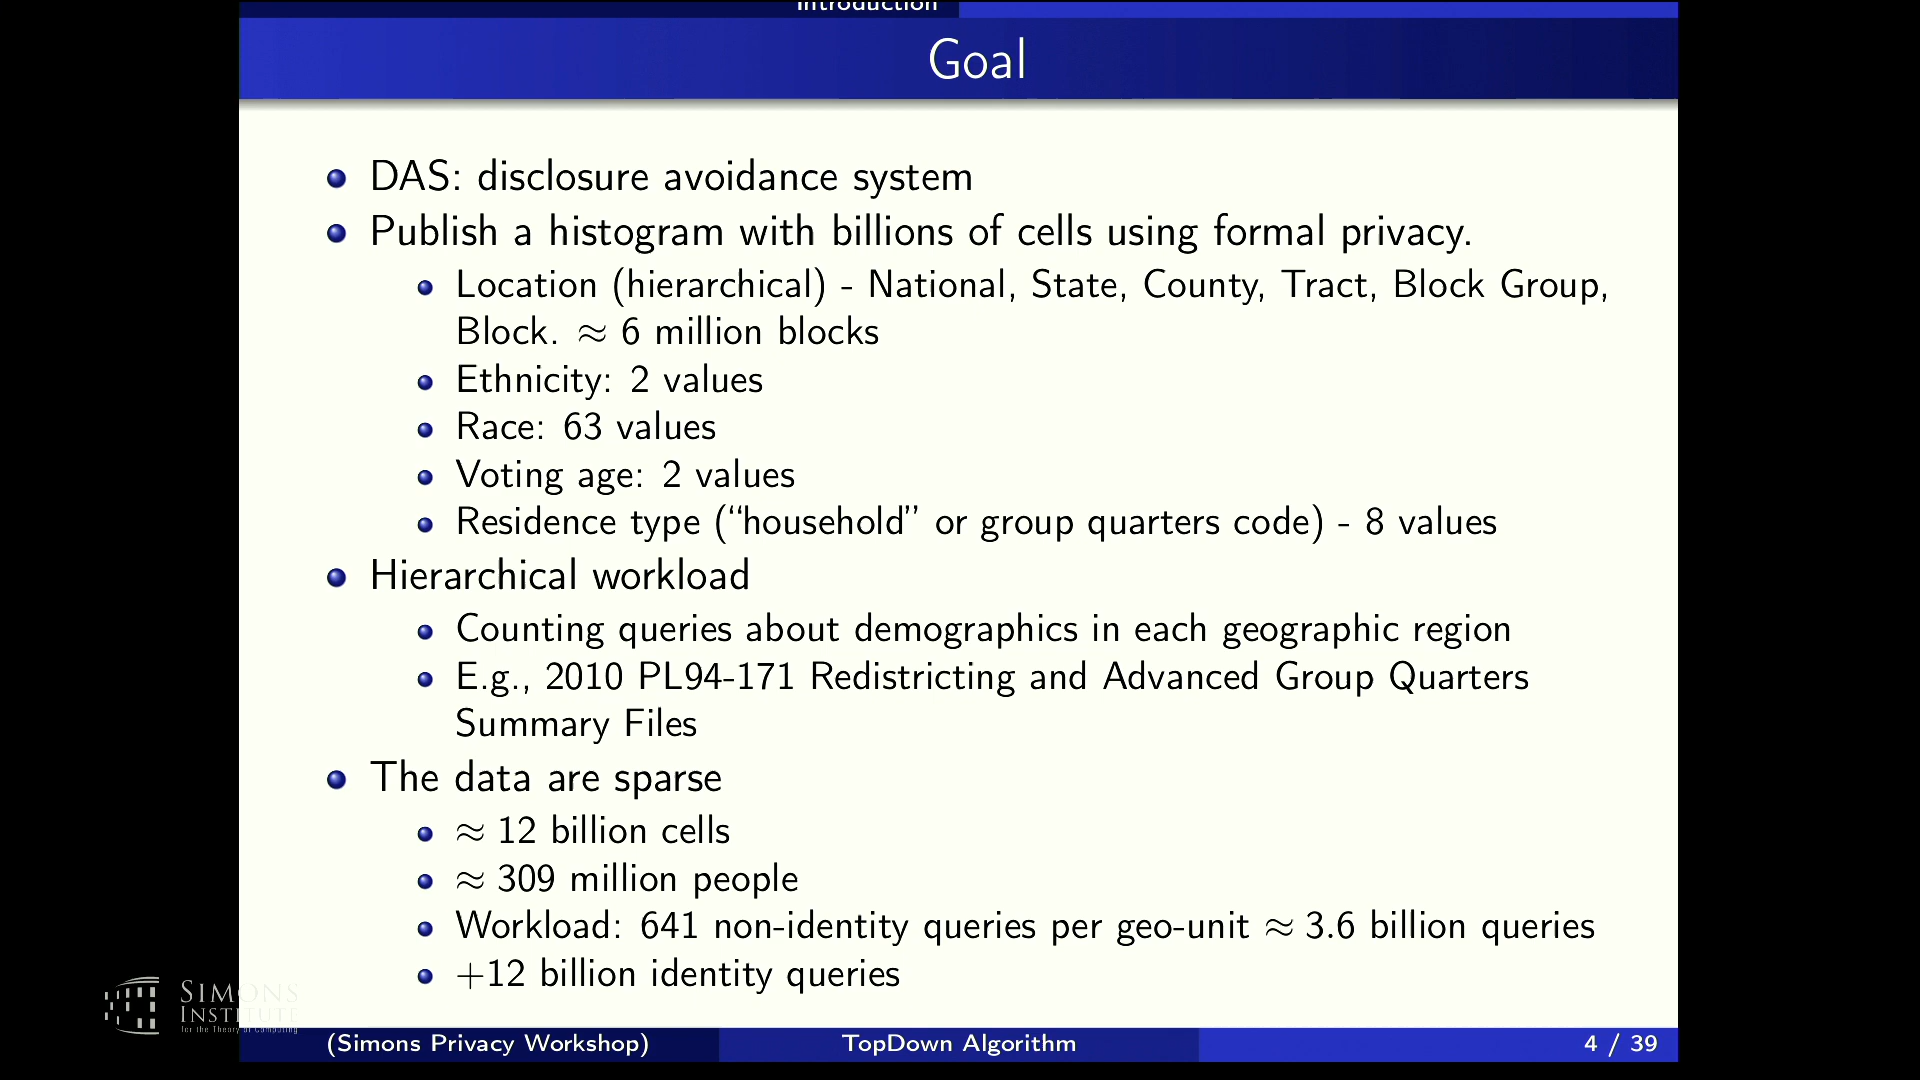 Introduction
Goal
DAS: disclosure avoidance system
Publish a histogram with billions of cells using formal privacy.
Location (hierarchical) - National, State, County, Tract, Block Group,
Block. ≈ 6 million blocks
Ethnicity: 2 values
Race: 63 values
Voting age: 2 values
Residence type (“household” or group quarters code) - 8 values
Hierarchical workload
Counting queries about demographics in each geographic region
E.g., 2010 PL94-171 Redistricting and Advanced Group Quarters
Summary Files
The data are sparse
≈ 12 billion cells
≈ 309 million people
Workload: 641 non-identity queries per geo-unit ≈ 3.6 billion queries
+12 billion identity queries
SIMONS
INSTITUTE
for the Theory of Computing
(Simons Privacy Workshop) TopDown Algorithm 4 / 39